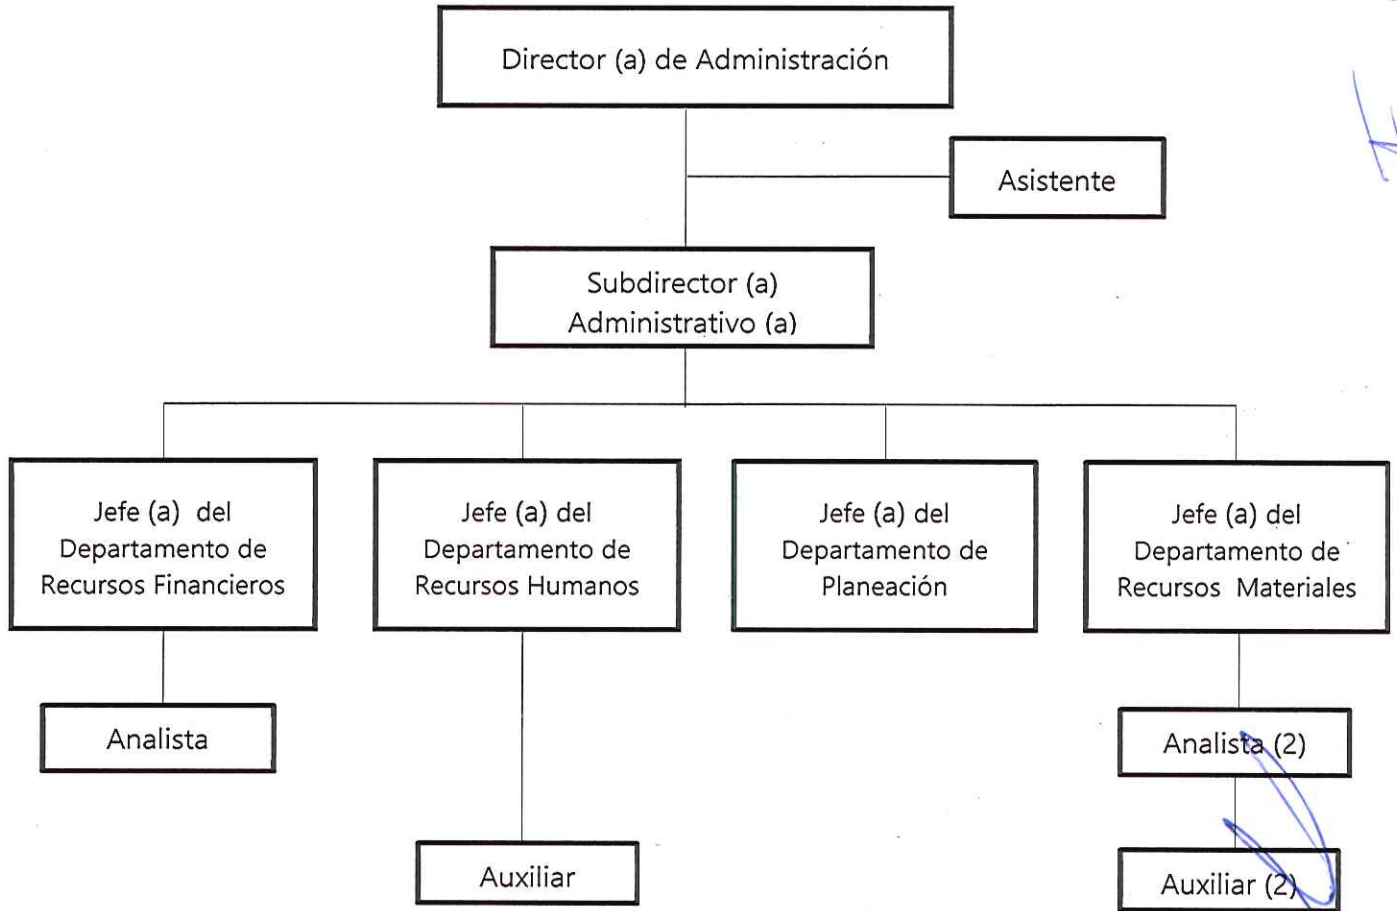 Director (a) de Administración
Asistente
Subdirector (a)
Administrativo (a)
Jefe (a) del
Departamento de
Recursos Financieros
Jefe (a) del
Departamento de
Recursos Humanos
Jefe (a) del
Departamento de
Planeación
Jefe (a) del
Departamento de
Recursos Materiales
Analista
Analista (2)
Auxiliar
Auxiliar (2)